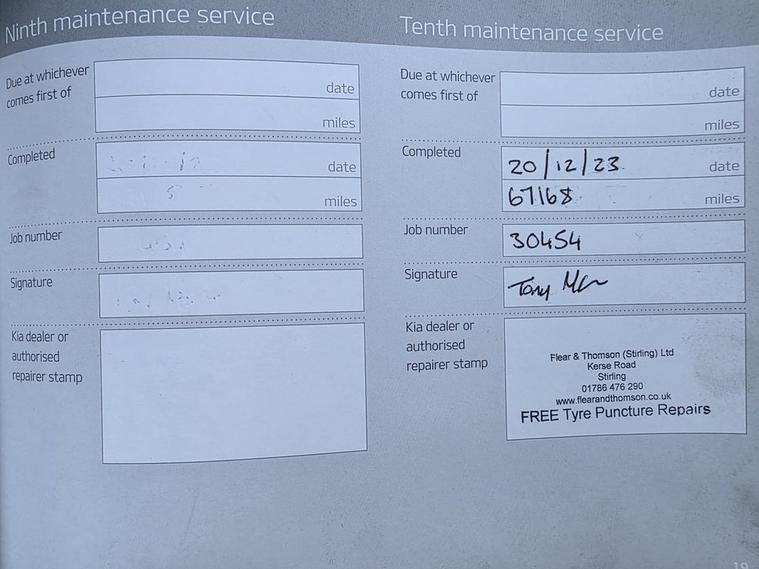 Ninth maintenance service
Due at whichever
comes first of
date
miles
Completed
date
miles
Job number
Signature
Kia dealer or
authorised
repairer stamp
Tenth maintenance service
Due at whichever
comes first of
date
miles
Completed
20/12/23 date
67168 miles
Job number
30454
Signature
Tony
Kia dealer or
authorised
repairer stamp
Flear & Thomson (Stirling) Ltd
Kerse Road
Stirling
01786 476 290
www.flearandthomson.co.uk
FREE Tyre Puncture Repairs
19